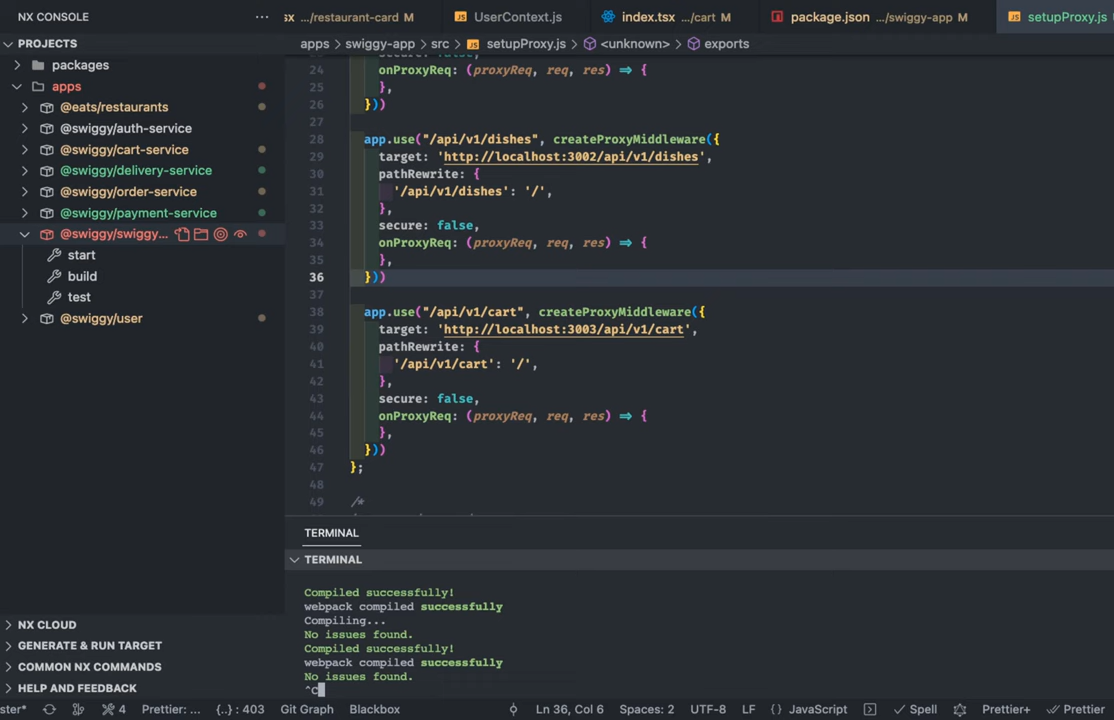 NX CONSOLE ···
sx .../restaurant-card M
UserContext.js
index.tsx .../cart M
package.json .../swiggy-app M
setupProxy.js
PROJECTS
packages
apps
@eats/restaurants
@swiggy/auth-service
@swiggy/cart-service
@swiggy/delivery-service
@swiggy/order-service
@swiggy/payment-service
@swiggy/swiggy...
start
build
test
@swiggy/user
NX CLOUD
GENERATE & RUN TARGET
COMMON NX COMMANDS
HELP AND FEEDBACK
apps > swiggy-app > src > setupProxy.js > <unknown> > exports
secure: false,
24 onProxyReq: (proxyReq, req, res) => {
25 },
26 }))
27
28 app.use("/api/v1/dishes", createProxyMiddleware({
29 target: 'http://localhost:3002/api/v1/dishes',
30 pathRewrite: {
31 '/api/v1/dishes': '/',
32 },
33 secure: false,
34 onProxyReq: (proxyReq, req, res) => {
35 },
36 }))
37
38 app.use("/api/v1/cart", createProxyMiddleware({
39 target: 'http://localhost:3003/api/v1/cart',
40 pathRewrite: {
41 '/api/v1/cart': '/',
42 },
43 secure: false,
44 onProxyReq: (proxyReq, req, res) => {
45 },
46 }))
47 };
48
49 /*
TERMINAL
TERMINAL
Compiled successfully!
webpack compiled successfully
Compiling...
No issues found.
Compiled successfully!
webpack compiled successfully
No issues found.
^C
ster* 4 Prettier: ... {..} : 403 Git Graph Blackbox Ln 36, Col 6 Spaces: 2 UTF-8 LF {} JavaScript Spell Prettier+ Prettier